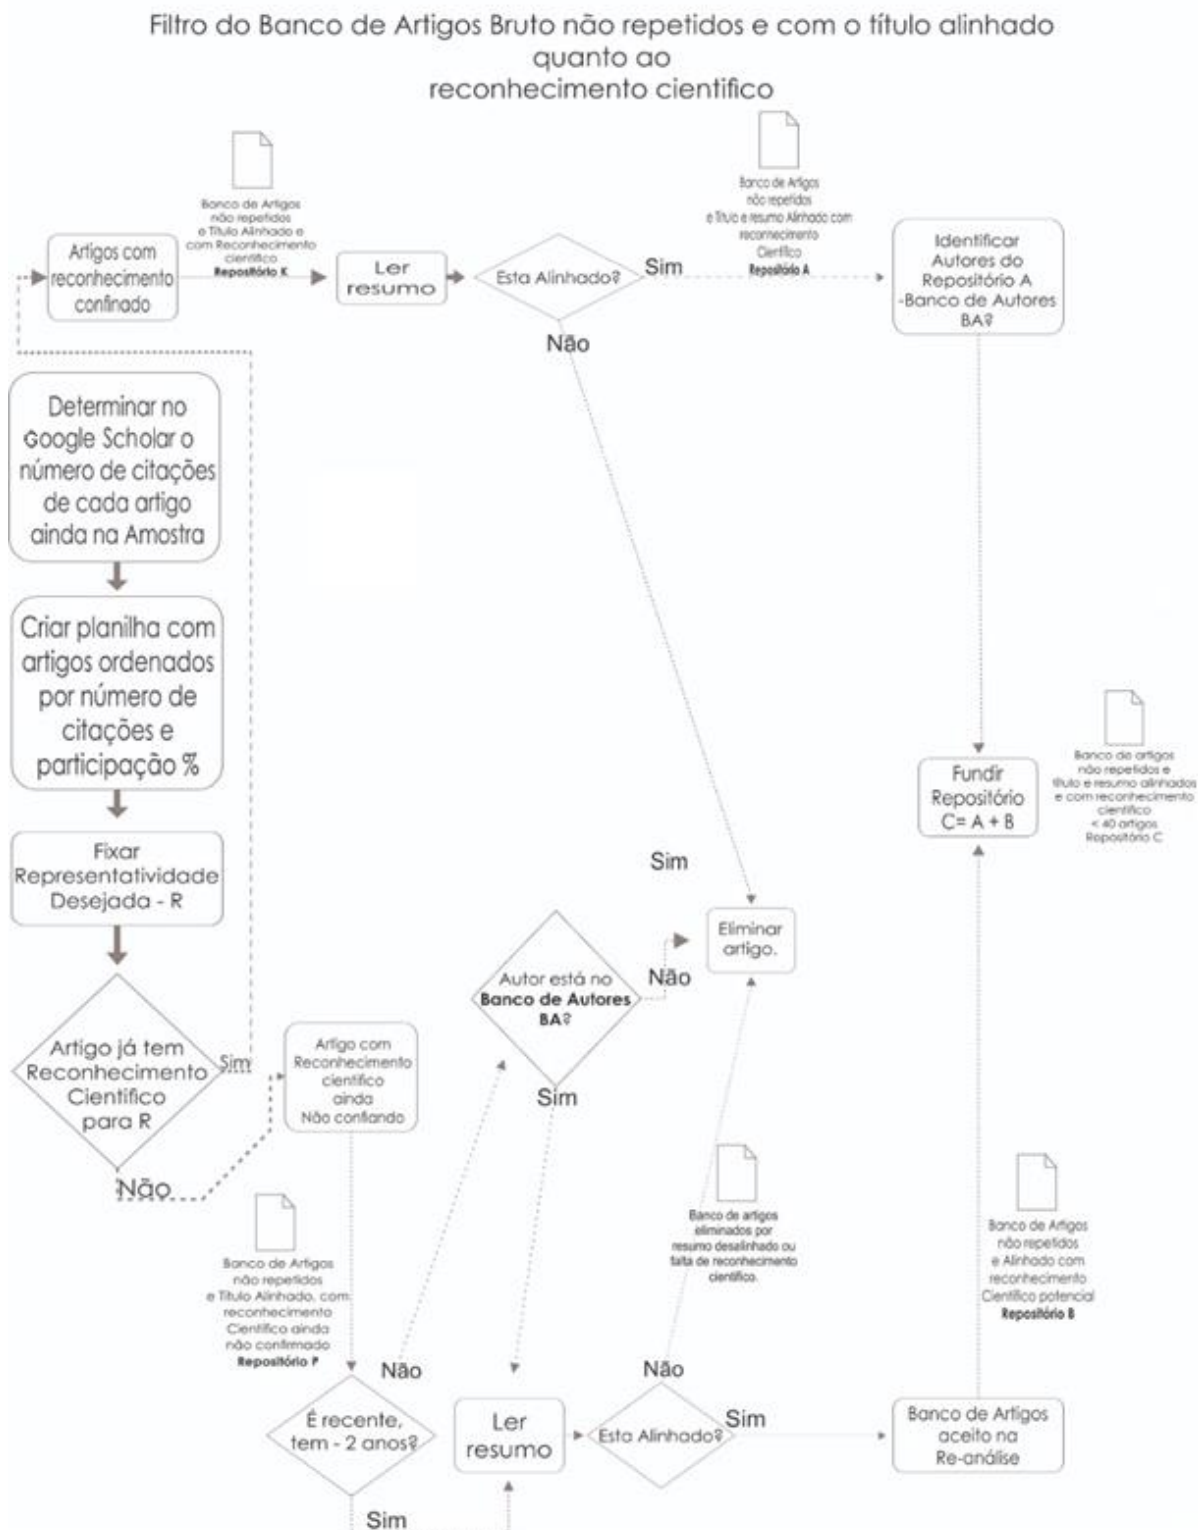 Filtro do Banco de Artigos Bruto não repetidos e com o título alinhado
quanto ao
reconhecimento cientifico
Banco de Artigos
não repetidos
e Título Alinhado e
com Reconhecimento
científico
Repositório K
Banco de Artigos
não repetidos
e Título e resumo Alinhado com
reconhecimento
Científico
Repositório A
Artigos com
reconhecimento
confinado
Ler
resumo
Esta Alinhado?
Sim
Não
Identificar
Autores do
Repositório A
-Banco de Autores
BA?
Determinar no
Google Scholar o
número de citações
de cada artigo
ainda na Amostra
Criar planilha com
artigos ordenados
por número de
citações e
participação %
Fixar
Representatividade
Desejada - R
Artigo já tem
Reconhecimento
Científico
para R
Sim
Não
Artigo com
Reconhecimento
científico
ainda
Não confiando
Banco de Artigos
não repetidos
e Título Alinhado, com
reconhecimento
Científico ainda
não confirmado
Repositório P
É recente,
tem - 2 anos?
Não
Sim
Autor está no
Banco de Autores
BA?
Não
Sim
Sim
Eliminar
artigo.
Banco de artigos
eliminados por
resumo desalinhado ou
falta de reconhecimento
científico.
Ler
resumo
Esta Alinhado?
Não
Sim
Banco de Artigos
aceito na
Re-análise
Banco de Artigos
não repetidos
e Alinhado com
reconhecimento
Científico potencial
Repositório B
Fundir
Repositório
C= A + B
Banco de artigos
não repetidos e
título e resumo alinhados
e com reconhecimento
científico
< 40 artigos
Repositório C